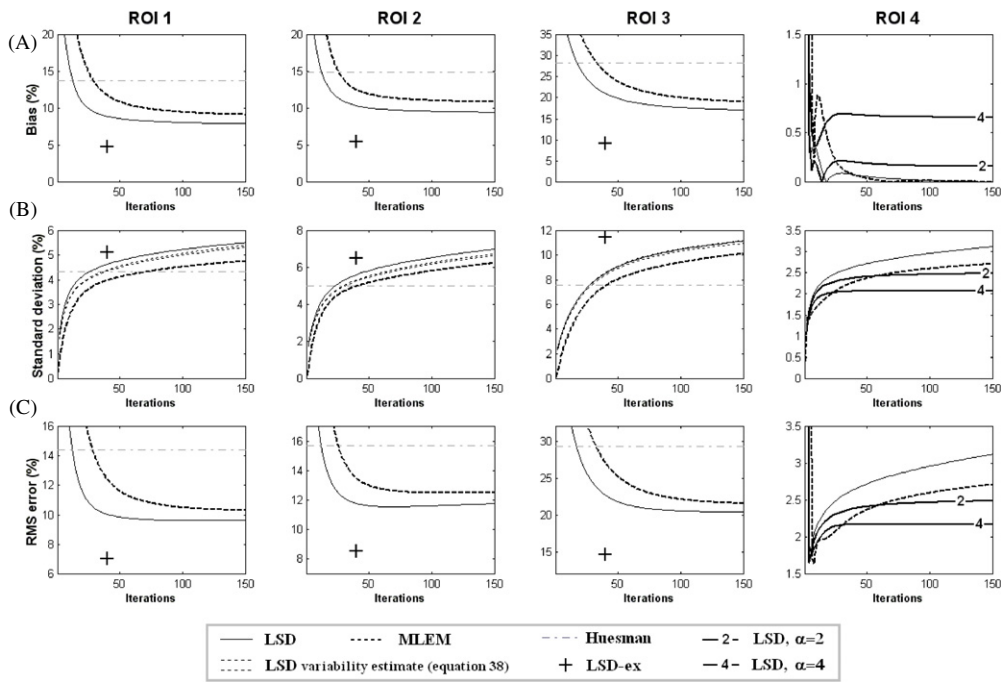 ROI 1 ROI 2 ROI 3 ROI 4
(A)
Bias (%)
20 15 10 5 0
50 100 150
Iterations
20 15 10 5 0
50 100 150
Iterations
35 30 25 20 15 10 5 0
50 100 150
Iterations
1.5 1 0.5 0
4
2
50 100 150
Iterations
(B)
Standard deviation (%)
6 5 4 3 2 1 0
50 100 150
Iterations
8 6 4 2 0
50 100 150
Iterations
12 10 8 6 4 2 0
50 100 150
Iterations
3.5 3 2.5 2 1.5 1 0.5 0
2
4
50 100 150
Iterations
(C)
RMS error (%)
16 14 12 10 8 6
50 100 150
Iterations
16 14 12 10 8
50 100 150
Iterations
30 25 20 15
50 100 150
Iterations
3.5 3 2.5 2 1.5
2
4
50 100 150
Iterations
LSD MLEM Huesman 2 LSD, α=2
LSD variability estimate (equation 38) LSD-ex 4 LSD, α=4